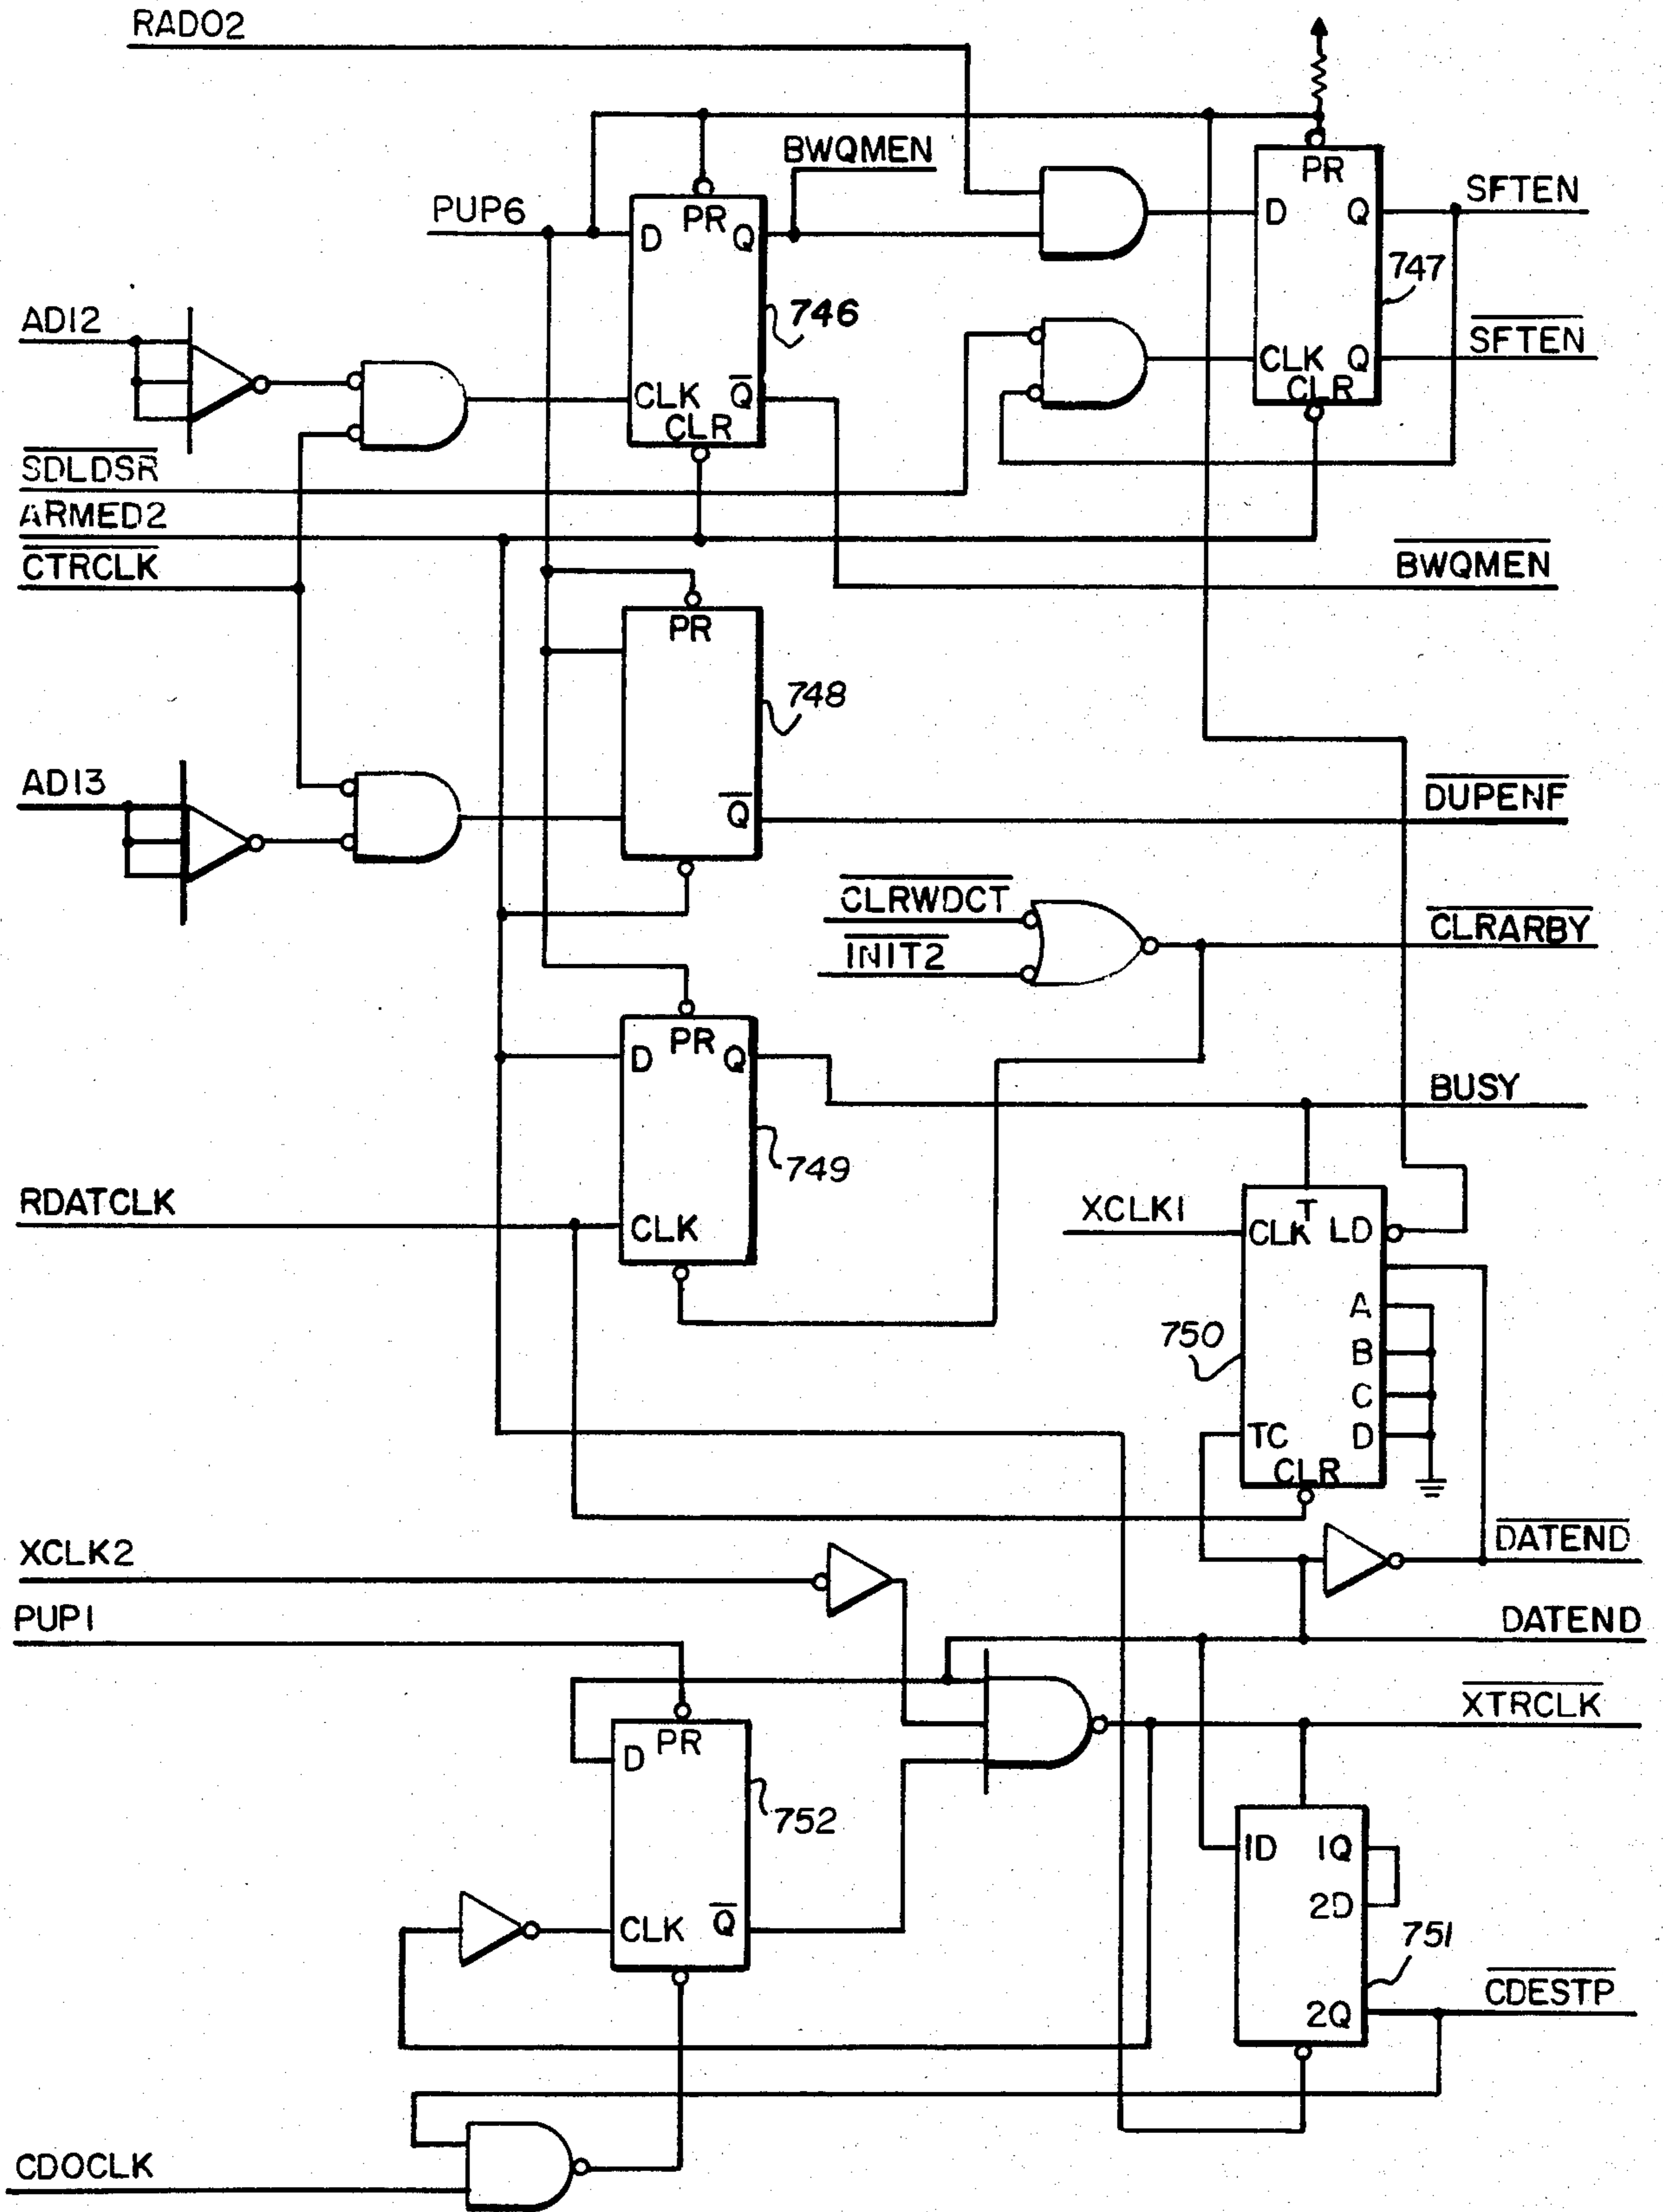 RADO2
BWQMEN
PR
SFTEN
PUP6
PR
D
Q
D
Q
747
746
ADI2
SFTEN
CLK
Q
CLK
Q
CLR
CLR
SDLDSR
ARMED2
CTRCLK
BWQMEN
PR
748
ADI3
DUPENF
Q
CLRWDCT
CLRARBY
INIT2
PR
D
Q
BUSY
749
RDATCLK
CLK
XCLK1
T
CLK
LD
A
750
B
C
TC
D
CLR
XCLK2
DATEND
PUP1
DATEND
XTRCLK
PR
D
752
1D
1Q
2D
CLK
Q
751
CDESTP
2Q
CDOCLK